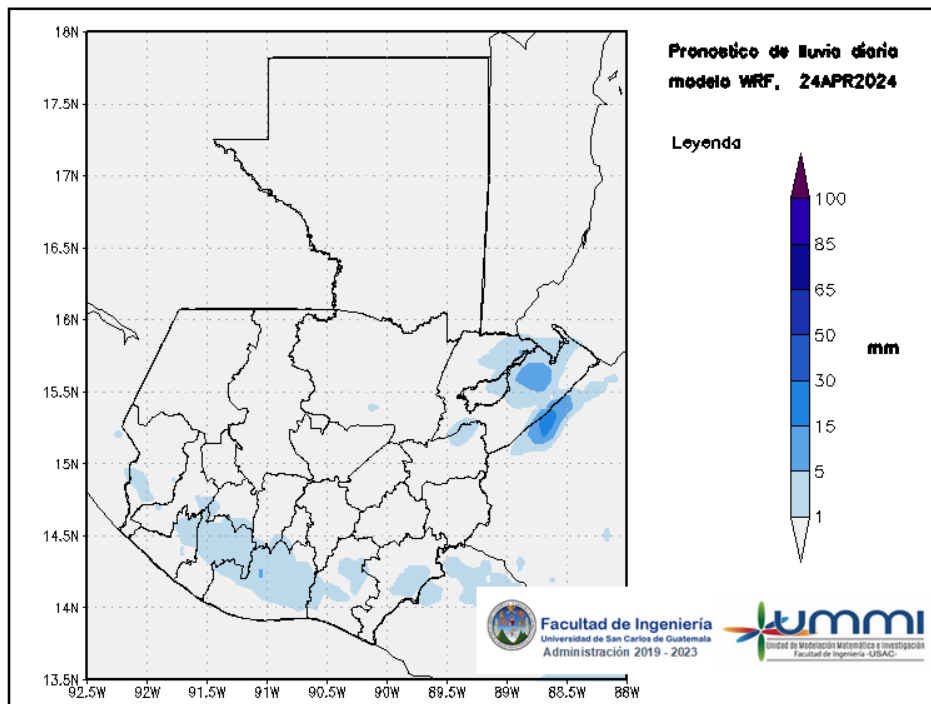 Pronostico de lluvia diaria
modelo WRF, 24APR2024
Leyenda
100
85
65
50
30
15
5
1
mm
18N
17.5N
17N
16.5N
16N
15.5N
15N
14.5N
14N
13.5N
92.5W
92W
91.5W
91W
90.5W
90W
89.5W
89W
88.5W
88W
Facultad de Ingeniería
Universidad de San Carlos de Guatemala
Administración 2019 - 2023
UMMI
Unidad de Modelación Matemática e Investigación
Facultad de Ingeniería -USAC-